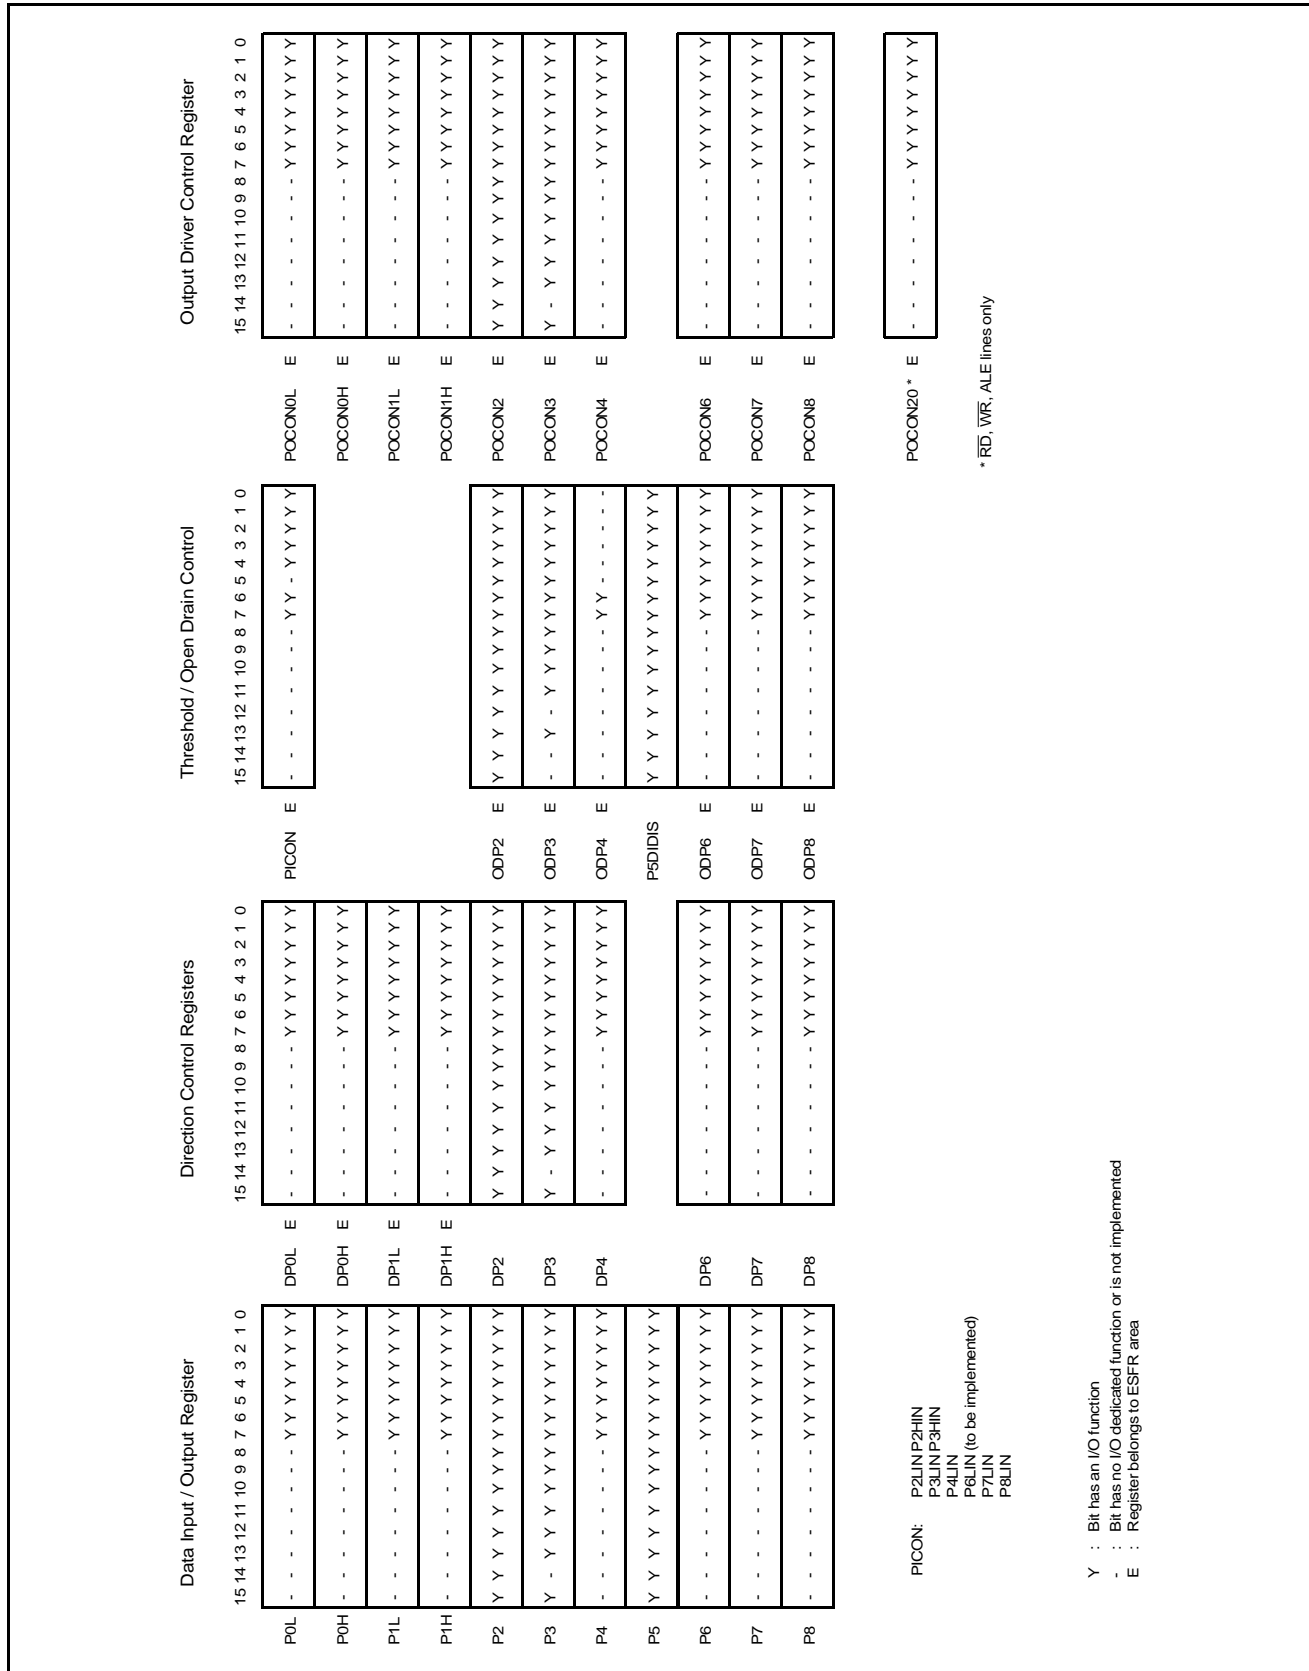 Data Input / Output Register Direction Control Registers Threshold / Open Drain Control Output Driver Control Register
15 14 13 12 11 10 9 8 7 6 5 4 3 2 1 0 15 14 13 12 11 10 9 8 7 6 5 4 3 2 1 0 15 14 13 12 11 10 9 8 7 6 5 4 3 2 1 0 15 14 13 12 11 10 9 8 7 6 5 4 3 2 1 0
P0L - - - - - - - - Y Y Y Y Y Y Y Y DP0L E - - - - - - - - Y Y Y Y Y Y Y Y PICON E - - - - - - - - Y Y - Y Y Y Y Y POCON0L E - - - - - - - - Y Y Y Y Y Y Y Y
P0H - - - - - - - - Y Y Y Y Y Y Y Y DP0H E - - - - - - - - Y Y Y Y Y Y Y Y POCON0H E - - - - - - - - Y Y Y Y Y Y Y Y
P1L - - - - - - - - Y Y Y Y Y Y Y Y DP1L E - - - - - - - - Y Y Y Y Y Y Y Y POCON1L E - - - - - - - - Y Y Y Y Y Y Y Y
P1H - - - - - - - - Y Y Y Y Y Y Y Y DP1H E - - - - - - - - Y Y Y Y Y Y Y Y POCON1H E - - - - - - - - Y Y Y Y Y Y Y Y
P2 Y Y Y Y Y Y Y Y Y Y Y Y Y Y Y Y DP2 Y Y Y Y Y Y Y Y Y Y Y Y Y Y Y Y ODP2 E Y Y Y Y Y Y Y Y Y Y Y Y Y Y Y Y POCON2 E Y Y Y Y Y Y Y Y Y Y Y Y Y Y Y Y
P3 Y - Y Y Y Y Y Y Y Y Y Y Y Y Y Y DP3 Y - Y Y Y Y Y Y Y Y Y Y Y Y Y Y ODP3 E - - Y - Y Y Y Y Y Y Y Y Y Y Y Y POCON3 E Y - Y Y Y Y Y Y Y Y Y Y Y Y Y Y
P4 - - - - - - - - Y Y Y Y Y Y Y Y DP4 - - - - - - - - Y Y Y Y Y Y Y Y ODP4 E - - - - - - - - Y Y - - - - - - POCON4 E - - - - - - - - Y Y Y Y Y Y Y Y
P5 Y Y Y Y Y Y Y Y Y Y Y Y Y Y Y Y P5DIDIS Y Y Y Y Y Y Y Y Y Y Y Y Y Y Y Y
P6 - - - - - - - - Y Y Y Y Y Y Y Y DP6 - - - - - - - - Y Y Y Y Y Y Y Y ODP6 E - - - - - - - - Y Y Y Y Y Y Y Y POCON6 E - - - - - - - - Y Y Y Y Y Y Y Y
P7 - - - - - - - - Y Y Y Y Y Y Y Y DP7 - - - - - - - - Y Y Y Y Y Y Y Y ODP7 E - - - - - - - - Y Y Y Y Y Y Y Y POCON7 E - - - - - - - - Y Y Y Y Y Y Y Y
P8 - - - - - - - - Y Y Y Y Y Y Y Y DP8 - - - - - - - - Y Y Y Y Y Y Y Y ODP8 E - - - - - - - - Y Y Y Y Y Y Y Y POCON8 E - - - - - - - - Y Y Y Y Y Y Y Y
PICON: P2LIN P2HIN POCON20 * E - - - - - - - - Y Y Y Y Y Y Y Y
P3LIN P3HIN
P4LIN
P6LIN (to be implemented) * RD, WR, ALE lines only
P7LIN
P8LIN
Y : Bit has an I/O function
- : Bit has no I/O dedicated function or is not implemented
E : Register belongs to ESFR area